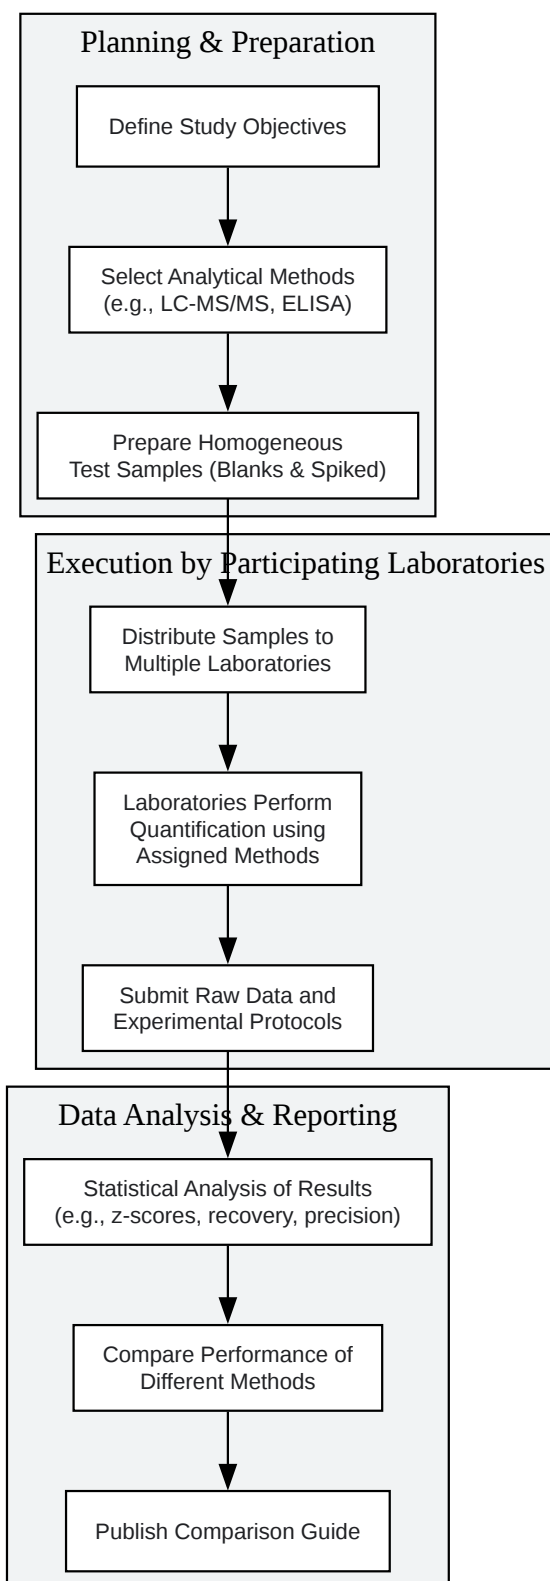 Planning & Preparation
Define Study Objectives
Select Analytical Methods
(e.g., LC-MS/MS, ELISA)
Prepare Homogeneous
Test Samples (Blanks & Spiked)
Execution by Participating Laboratories
Distribute Samples to
Multiple Laboratories
Laboratories Perform
Quantification using
Assigned Methods
Submit Raw Data and
Experimental Protocols
Data Analysis & Reporting
Statistical Analysis of Results
(e.g., z-scores, recovery, precision)
Compare Performance of
Different Methods
Publish Comparison Guide